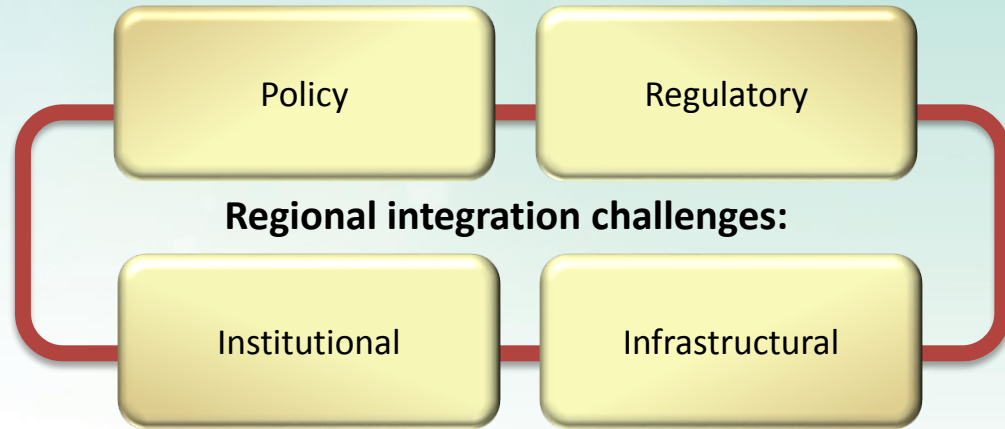 Policy
Regulatory
Regional integration challenges:
Institutional
Infrastructural